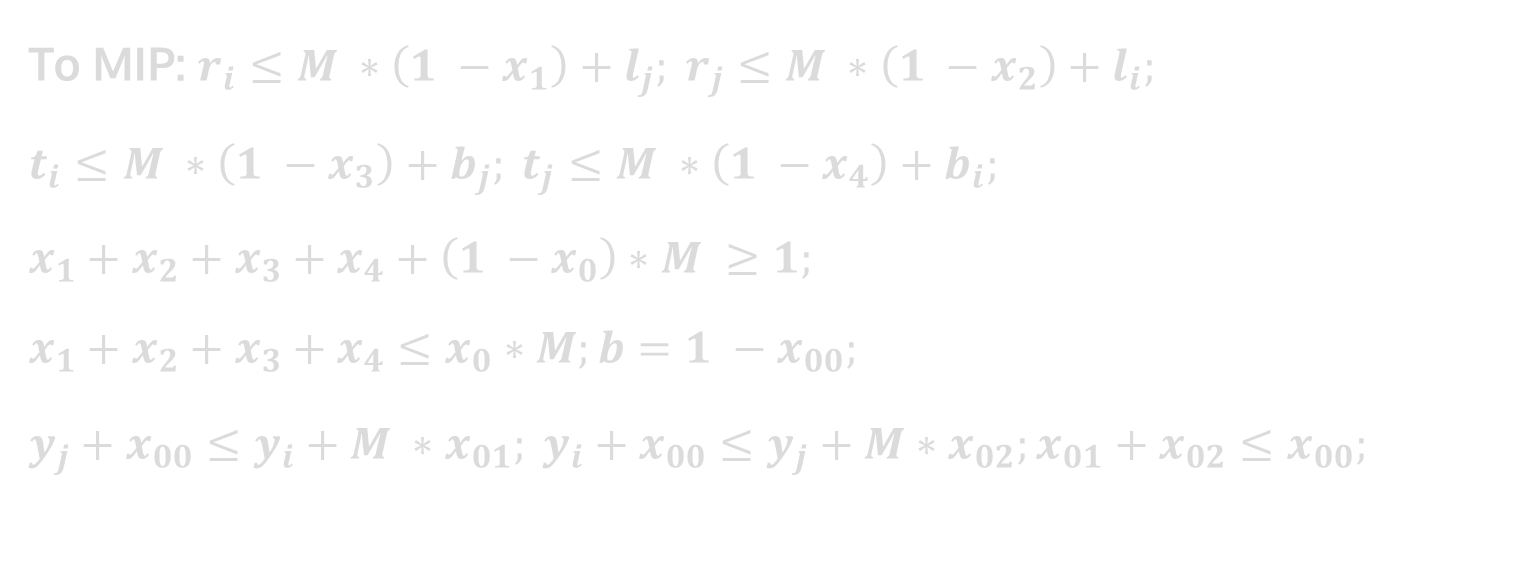 To MIP: r_i ≤ M * (1 − x_1) + l_j; r_j ≤ M * (1 − x_2) + l_i;
t_i ≤ M * (1 − x_3) + b_j; t_j ≤ M * (1 − x_4) + b_i;
x_1 + x_2 + x_3 + x_4 + (1 − x_0) * M ≥ 1;
x_1 + x_2 + x_3 + x_4 ≤ x_0 * M; b = 1 − x_00;
y_j + x_00 ≤ y_i + M * x_01; y_i + x_00 ≤ y_j + M * x_02; x_01 + x_02 ≤ x_00;